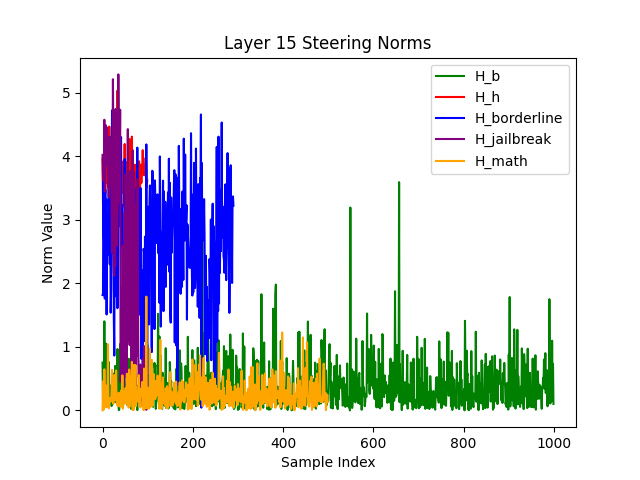 Layer 15 Steering Norms
H_b
H_h
H_borderline
H_jailbreak
H_math
Norm Value
5
4
3
2
1
0
0 200 400 600 800 1000
Sample Index